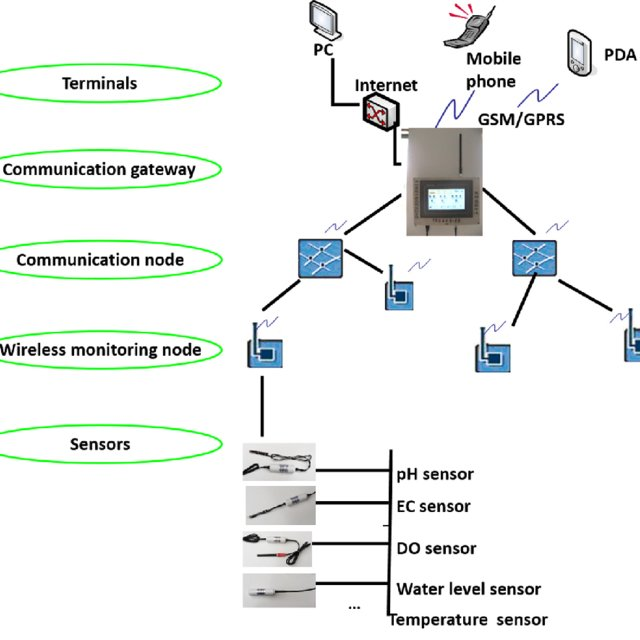 PC
Mobile
phone
PDA
Terminals
Internet
GSM/GPRS
Communication gateway
Communication node
Wireless monitoring node
Sensors
pH sensor
EC sensor
DO sensor
Water level sensor
...
Temperature sensor